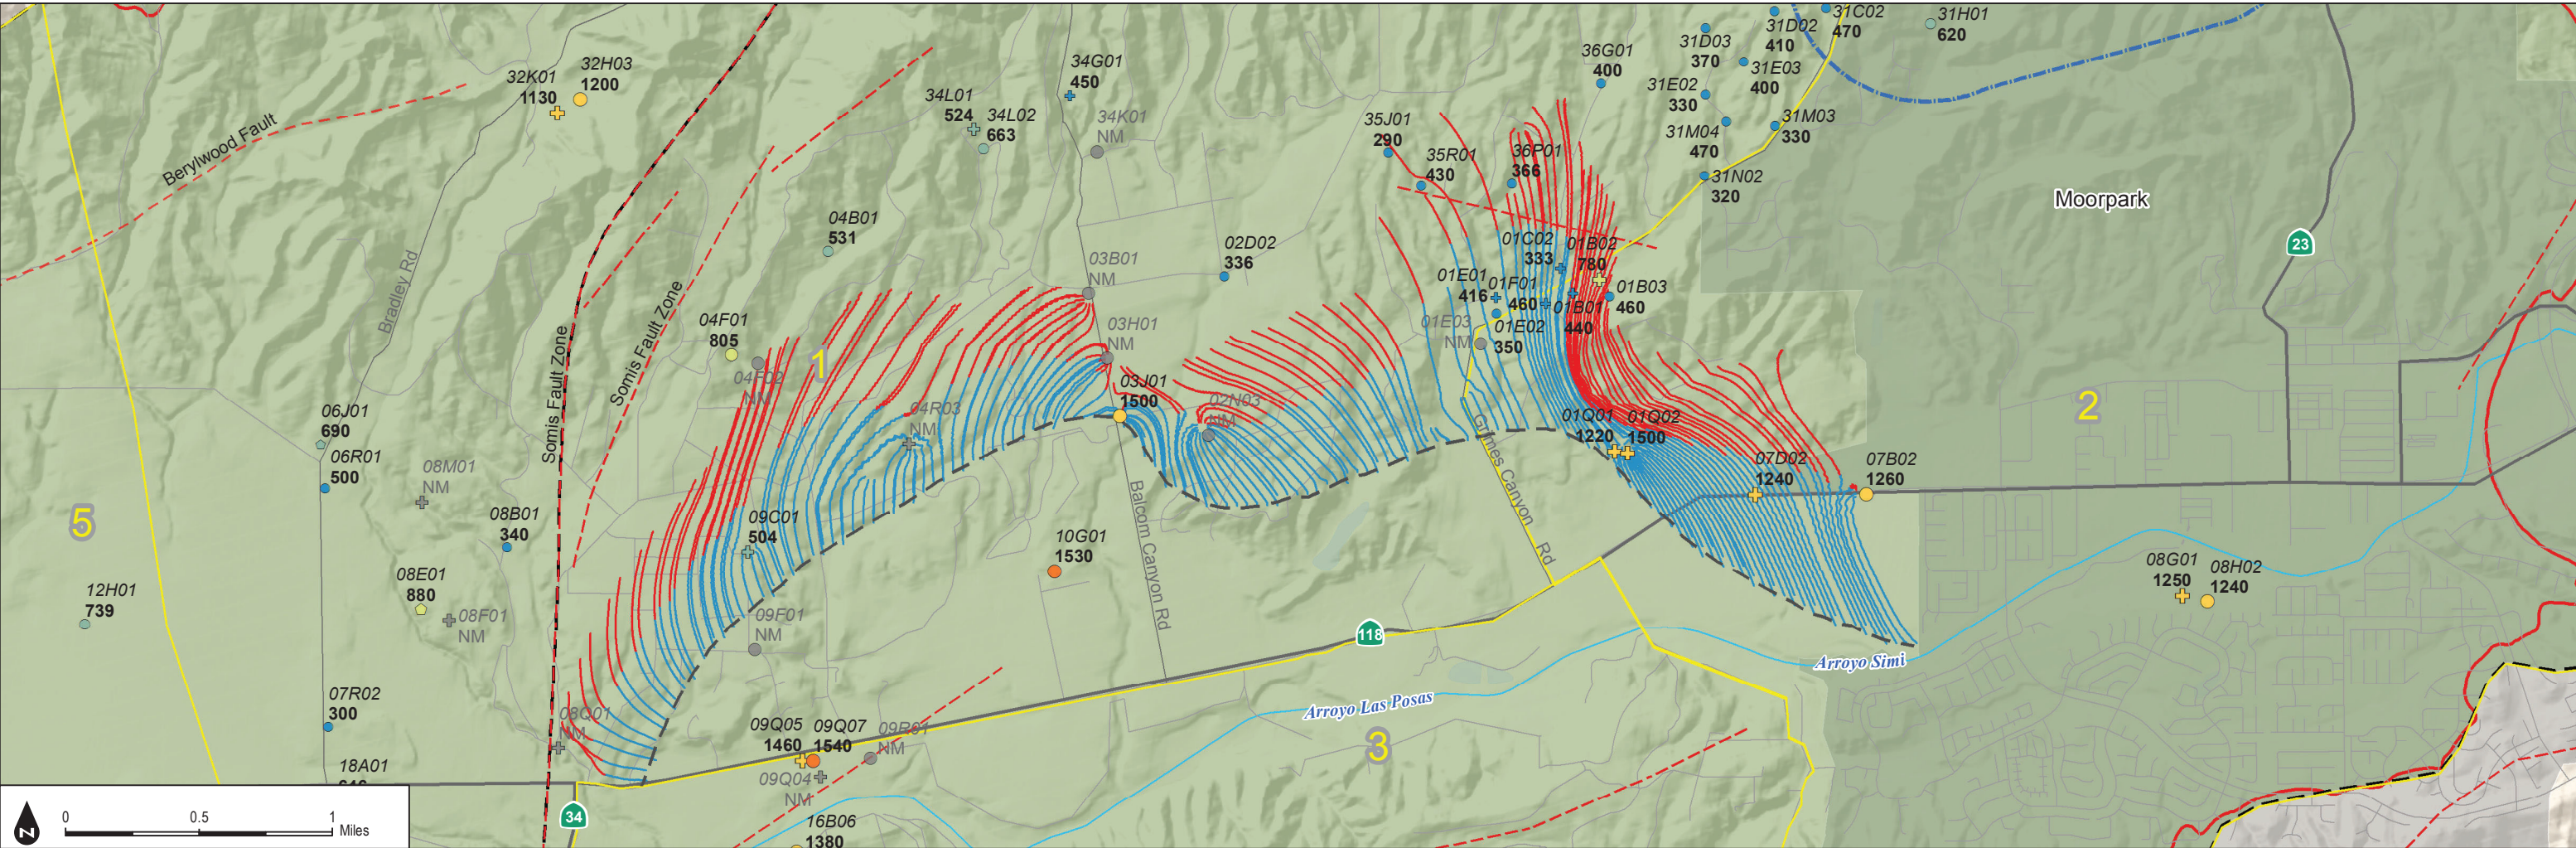 31C02
470
31H01
620
31D02
410
31D03
370
36G01
400
31E03
400
31E02
330
31M03
330
31M04
470
31N02
320
32H03
1200
32K01
1130
34G01
450
34L01
524
34L02
663
34K01
NM
35J01
290
35R01
430
36P01
366
Berylwood Fault
Moorpark
23
04B01
531
03B01
NM
02D02
336
01C02
333
01B02
780
01E01
416
01F01
460
01B03
460
01B01
440
01E03
NM
01E02
350
Bradley Rd
Somis Fault Zone
Somis Fault Zone
04F01
805
04F02
NM
1
03H01
NM
03J01
1500
02N03
NM
04R03
NM
01Q01
1220
01Q02
1500
2
06J01
690
06R01
500
08M01
NM
07D02
1240
07B02
1260
5
08B01
340
09C01
504
10G01
1530
Balcom Canyon Rd
Grimes Canyon Rd
12H01
739
08E01
880
08F01
NM
09F01
NM
08G01
1250
08H02
1240
118
Arroyo Simi
Arroyo Las Posas
07R02
300
08Q01
NM
09Q05
1460
09Q07
1540
09R01
NM
09Q04
NM
3
18A01
34
16B06
1380
N
0 0.5 1
Miles